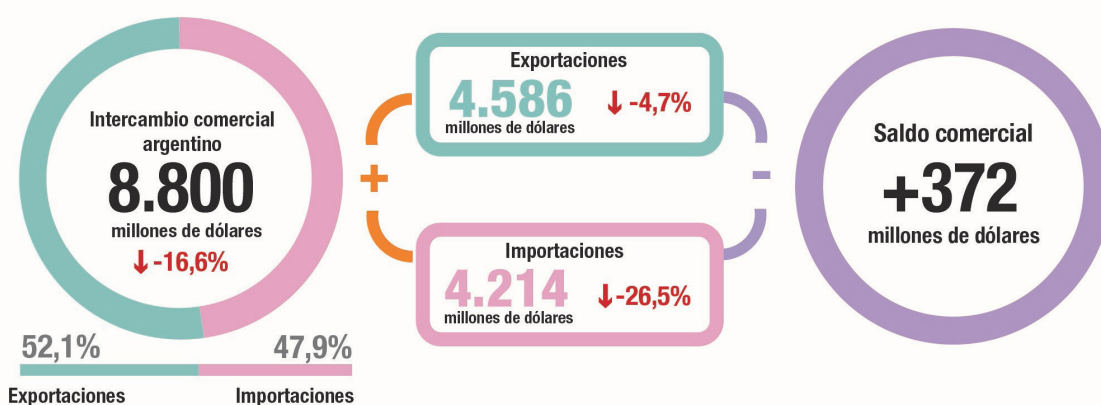 Intercambio comercial
argentino
8.800
millones de dólares
↓ -16,6%
52,1%
47,9%
Exportaciones
Importaciones
+
Exportaciones
4.586
↓ -4,7%
millones de dólares
Importaciones
4.214
↓ -26,5%
millones de dólares
-
Saldo comercial
+372
millones de dólares